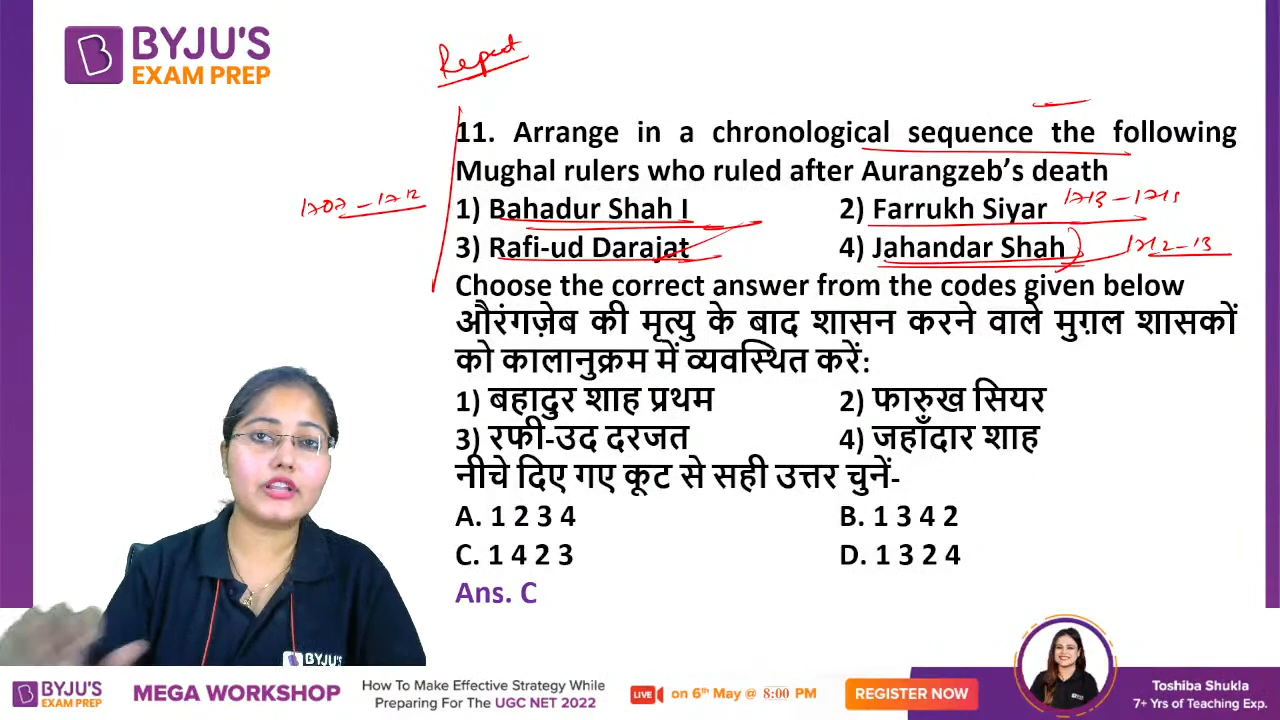 BYJU'S
EXAM PREP
Repeat
11. Arrange in a chronological sequence the following
Mughal rulers who ruled after Aurangzeb's death
1707 - 1712
1) Bahadur Shah I 2) Farrukh Siyar
3) Rafi-ud Darajat 4) Jahandar Shah 1712 - 13
Choose the correct answer from the codes given below
औरंगज़ेब की मृत्यु के बाद शासन करने वाले मुग़ल शासकों
को कालानुक्रम में व्यवस्थित करें:
1) बहादुर शाह प्रथम 2) फारुख सियर
3) रफी-उद दरजत 4) जहाँदार शाह
नीचे दिए गए कूट से सही उत्तर चुनें-
A. 1 2 3 4 B. 1 3 4 2
C. 1 4 2 3 D. 1 3 2 4
Ans. C
BYJU'S
BYJU'S
EXAM PREP
MEGA WORKSHOP
How To Make Effective Strategy While
Preparing For The UGC NET 2022
LIVE on 6th May @ 8:00 PM
REGISTER NOW
Toshiba Shukla
7+ Yrs of Teaching Exp.